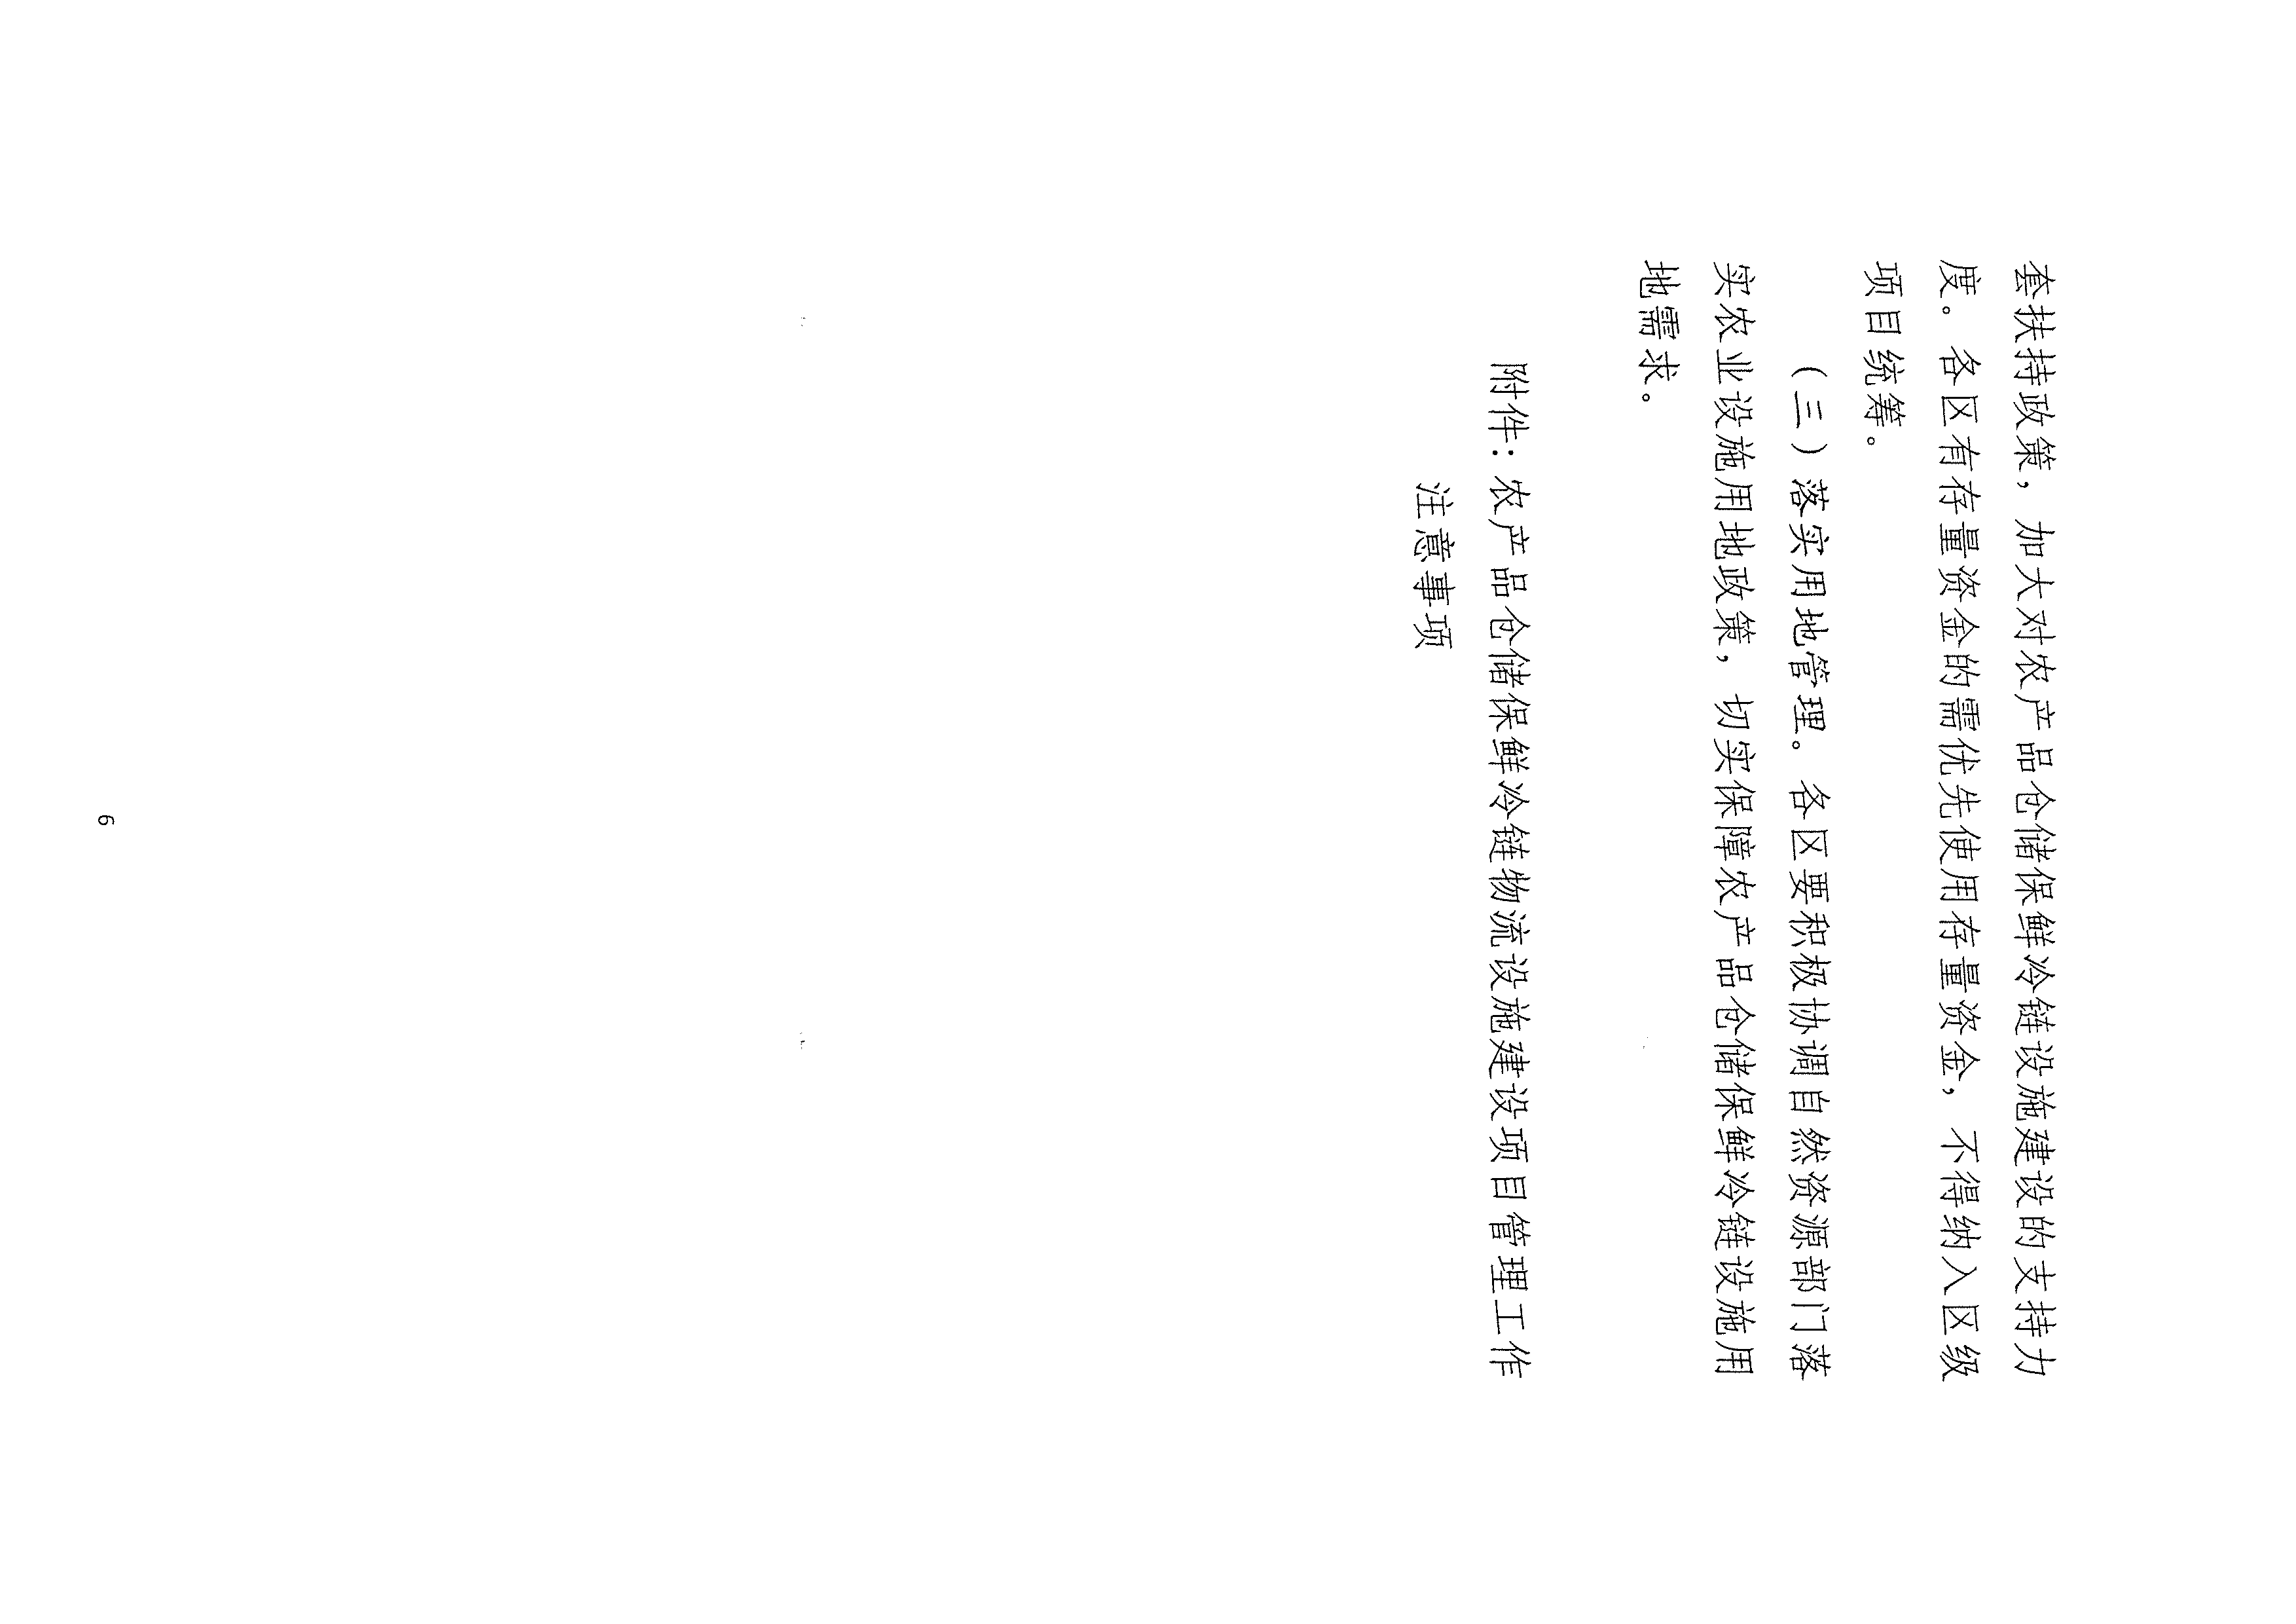 套扶持政策，加大对农产品仓储保鲜冷链设施建设的支持力
度。各区有存量资金的需优先使用存量资金，不得纳入区级
项目统筹。
（三）落实用地管理。各区要积极协调自然资源部门落
实农业设施用地政策，切实保障农产品仓储保鲜冷链设施用
地需求。
附件：农产品仓储保鲜冷链物流设施建设项目管理工作
注意事项
6